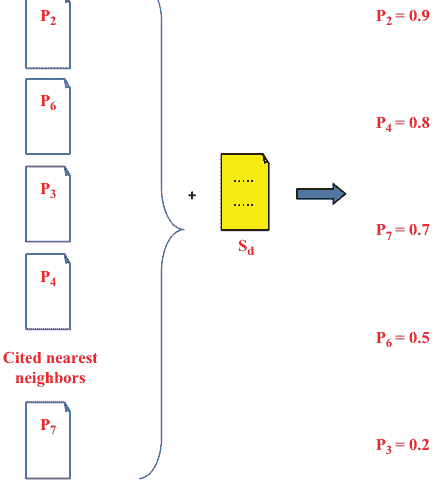 P2
P6
P3
P4
Cited nearest
neighbors
P7
+
.....
.....
Sd
P2 = 0.9
P4 = 0.8
P7 = 0.7
P6 = 0.5
P3 = 0.2